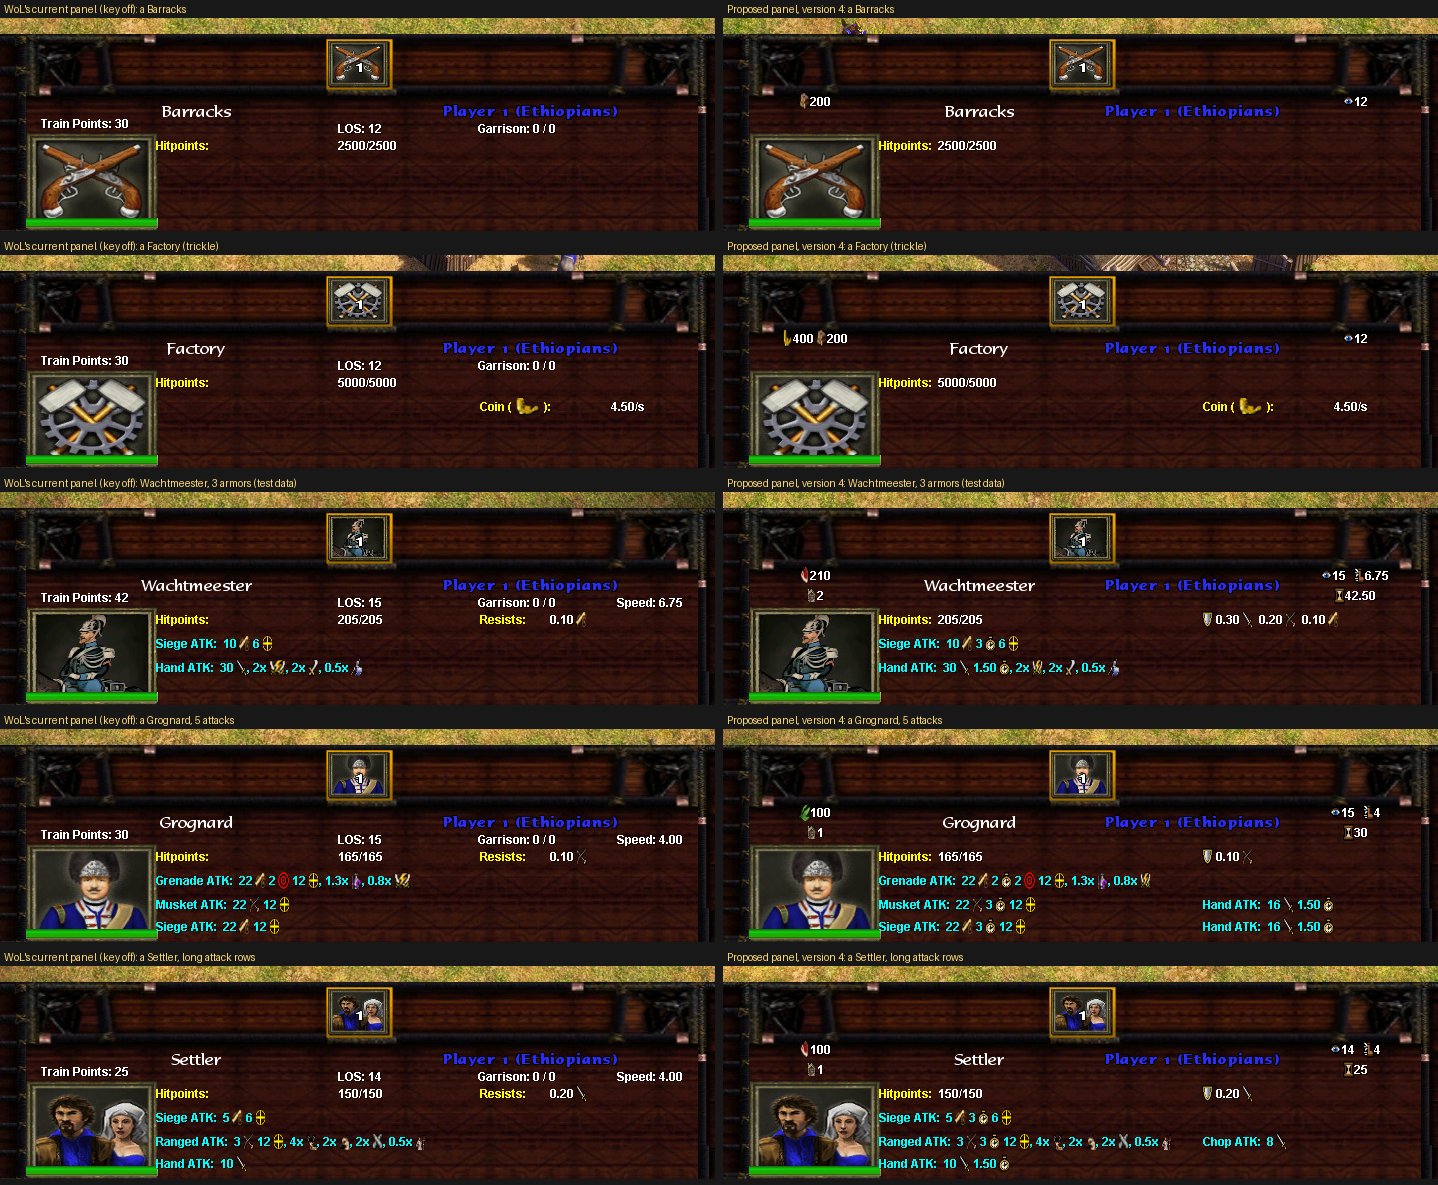 WoL's current panel (key off): a Barracks
1
Barracks
Player 1 (Ethiopians)
Train Points: 30
LOS: 12
Garrison: 0 / 0
Hitpoints:
2500/2500
Proposed panel, version 4: a Barracks
1
200
Barracks
Player 1 (Ethiopians)
12
Hitpoints: 2500/2500
WoL's current panel (key off): a Factory (trickle)
1
Factory
Player 1 (Ethiopians)
Train Points: 30
LOS: 12
Garrison: 0 / 0
Hitpoints:
5000/5000
Coin ( ):
4.50/s
Proposed panel, version 4: a Factory (trickle)
1
400 200
Factory
Player 1 (Ethiopians)
12
Hitpoints: 5000/5000
Coin ( ):
4.50/s
WoL's current panel (key off): Wachtmeester, 3 armors (test data)
1
Wachtmeester
Player 1 (Ethiopians)
Train Points: 42
LOS: 15
Garrison: 0 / 0
Speed: 6.75
Hitpoints:
205/205
Resists:
0.10
Siege ATK: 10 6
Hand ATK: 30 , 2x , 2x , 0.5x
Proposed panel, version 4: Wachtmeester, 3 armors (test data)
1
210
2
Wachtmeester
Player 1 (Ethiopians)
15 6.75
42.50
Hitpoints: 205/205
0.30 0.20 0.10
Siege ATK: 10 3 6
Hand ATK: 30 1.50 , 2x , 2x , 0.5x
WoL's current panel (key off): a Grognard, 5 attacks
1
Grognard
Player 1 (Ethiopians)
Train Points: 30
LOS: 15
Garrison: 0 / 0
Speed: 4.00
Hitpoints:
165/165
Resists:
0.10
Grenade ATK: 22 2 12 , 1.3x , 0.8x
Musket ATK: 22 12
Siege ATK: 22 12
Proposed panel, version 4: a Grognard, 5 attacks
1
100
1
Grognard
Player 1 (Ethiopians)
15 4
30
Hitpoints: 165/165
0.10
Grenade ATK: 22 2 2 12 , 1.3x , 0.8x
Musket ATK: 22 3 12
Hand ATK: 16 1.50
Siege ATK: 22 3 12
Hand ATK: 16 1.50
WoL's current panel (key off): a Settler, long attack rows
1
Settler
Player 1 (Ethiopians)
Train Points: 25
LOS: 14
Garrison: 0 / 0
Speed: 4.00
Hitpoints:
150/150
Resists:
0.20
Siege ATK: 5 6
Ranged ATK: 3 12 , 4x , 2x , 2x , 0.5x
Hand ATK: 10
Proposed panel, version 4: a Settler, long attack rows
1
100
1
Settler
Player 1 (Ethiopians)
14 4
25
Hitpoints: 150/150
0.20
Siege ATK: 5 3 6
Ranged ATK: 3 3 12 , 4x , 2x , 2x , 0.5x
Chop ATK: 8
Hand ATK: 10 1.50